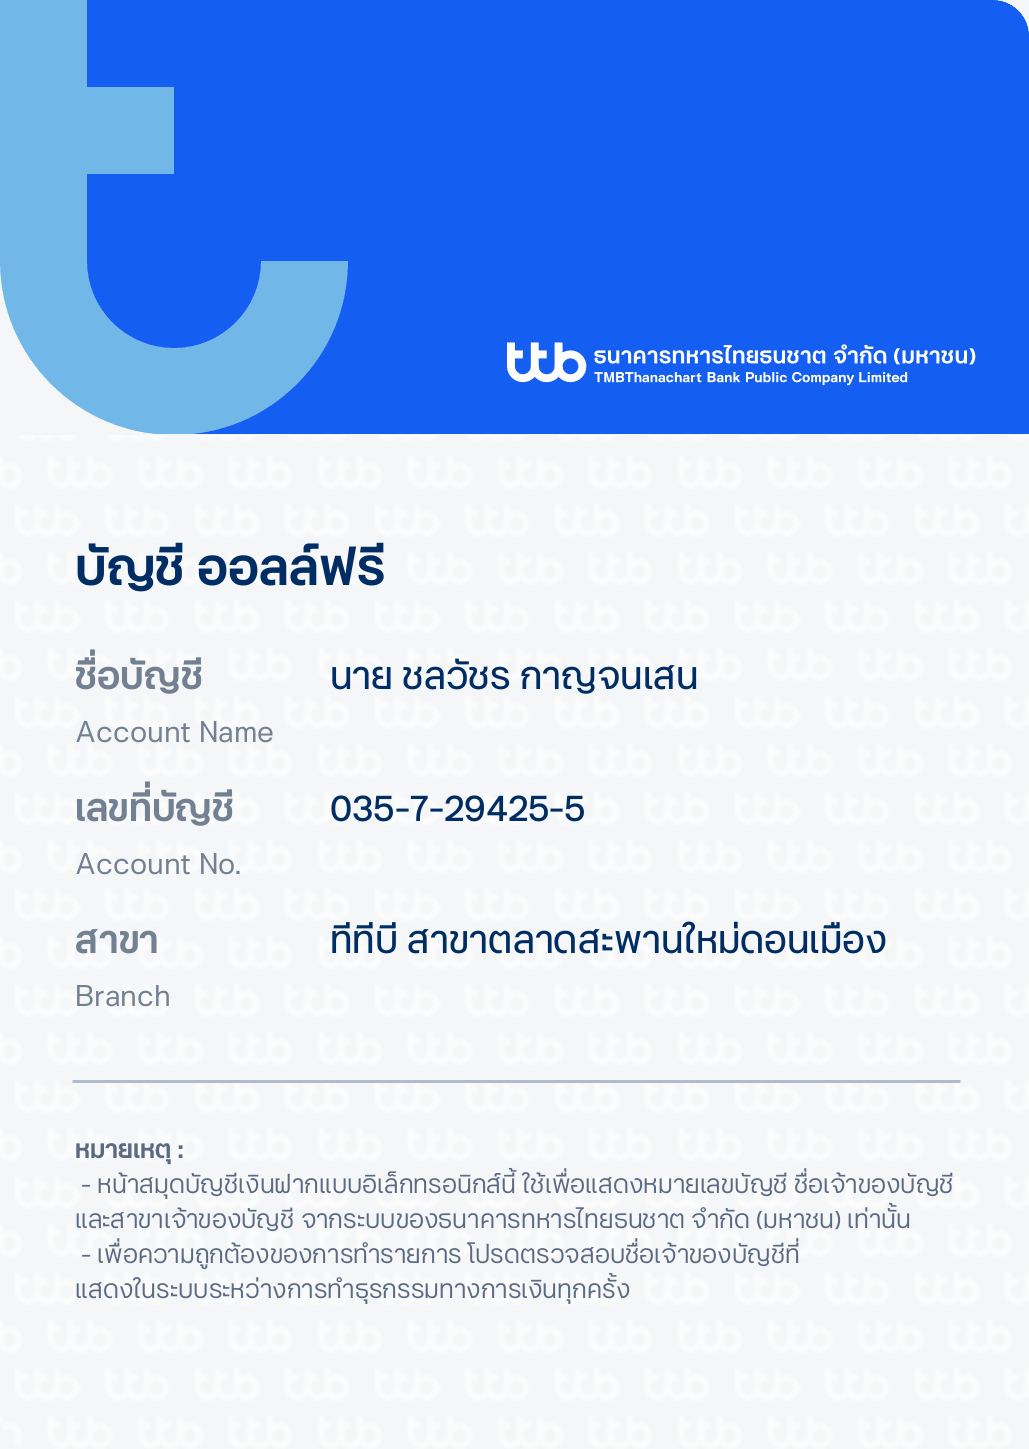 ttb ธนาคารทหารไทยธนชาต จำกัด (มหาชน)
TMBThanachart Bank Public Company Limited
บัญชี ออลล์ฟรี
ชื่อบัญชี นาย ชลวัชร กาญจนเสน
Account Name
เลขที่บัญชี 035-7-29425-5
Account No.
สาขา ทีทีบี สาขาตลาดสะพานใหม่ดอนเมือง
Branch
หมายเหตุ :
- หน้าสมุดบัญชีเงินฝากแบบอิเล็กทรอนิกส์นี้ ใช้เพื่อแสดงหมายเลขบัญชี ชื่อเจ้าของบัญชี
และสาขาเจ้าของบัญชี จากระบบของธนาคารทหารไทยธนชาต จำกัด (มหาชน) เท่านั้น
- เพื่อความถูกต้องของการทำรายการ โปรดตรวจสอบชื่อเจ้าของบัญชีที่
แสดงในระบบระหว่างการทำธุรกรรมทางการเงินทุกครั้ง